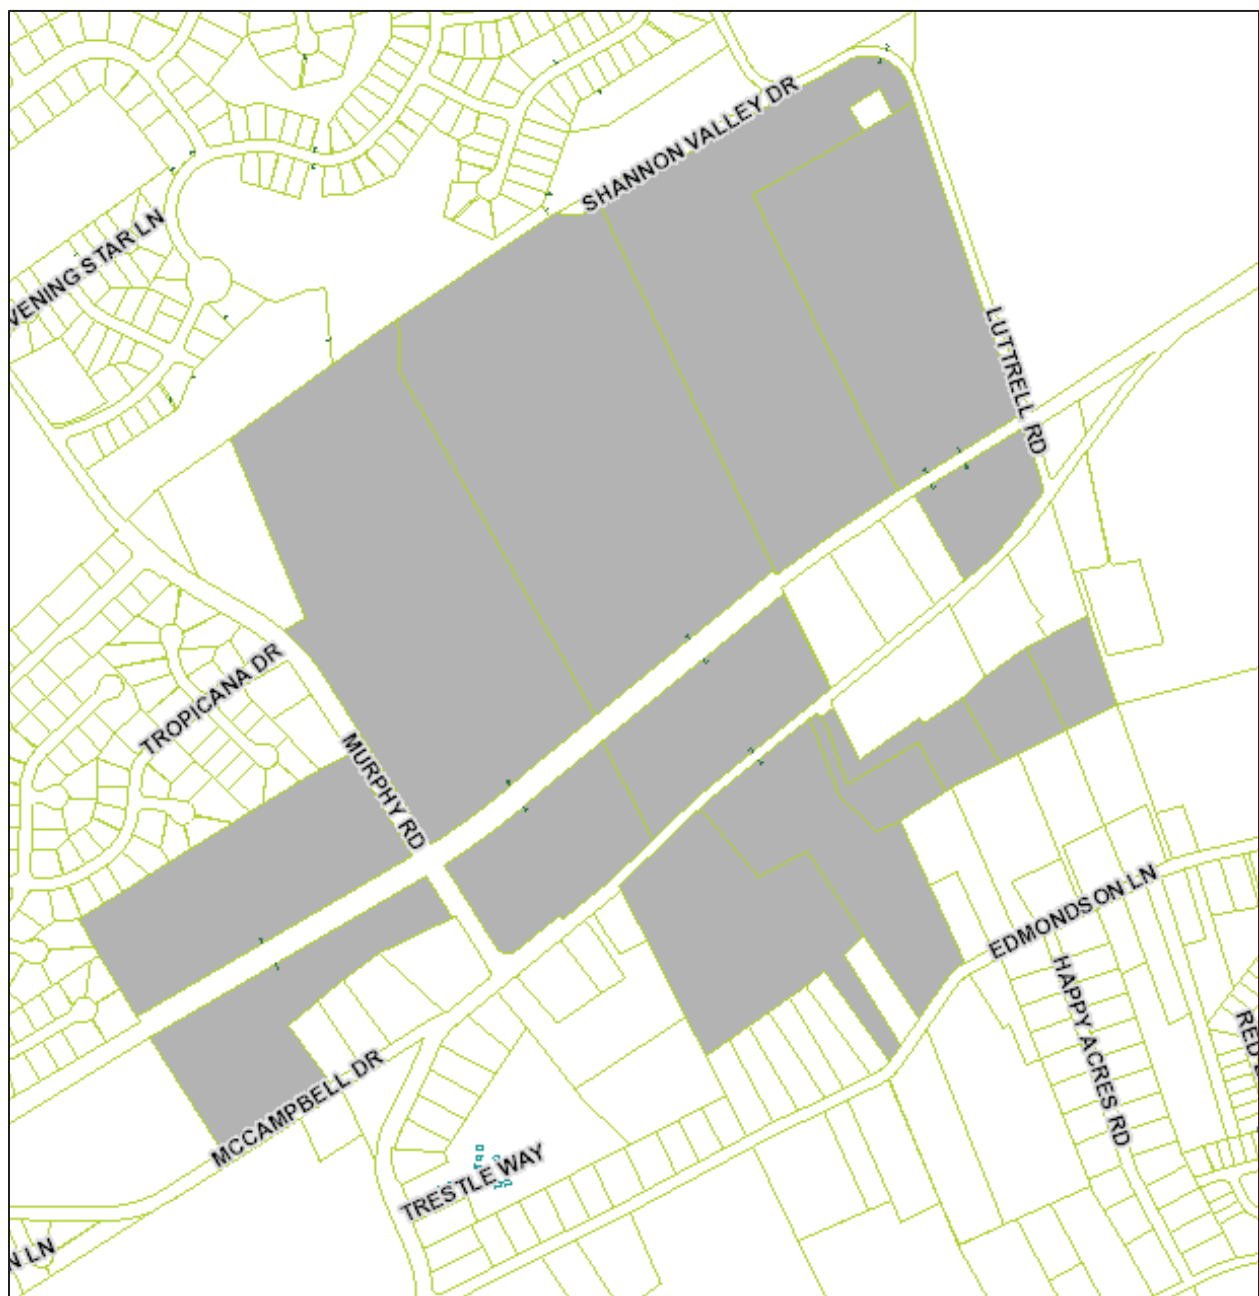 SHANNON VALLEY DR
VENING STAR LN
LUTTRELL RD
TROPICANA DR
MURPHY RD
EDMONDSON LN
HAPPY ACRES RD
RED
MCCAMPBELL DR
TRESTLE WAY
N LN